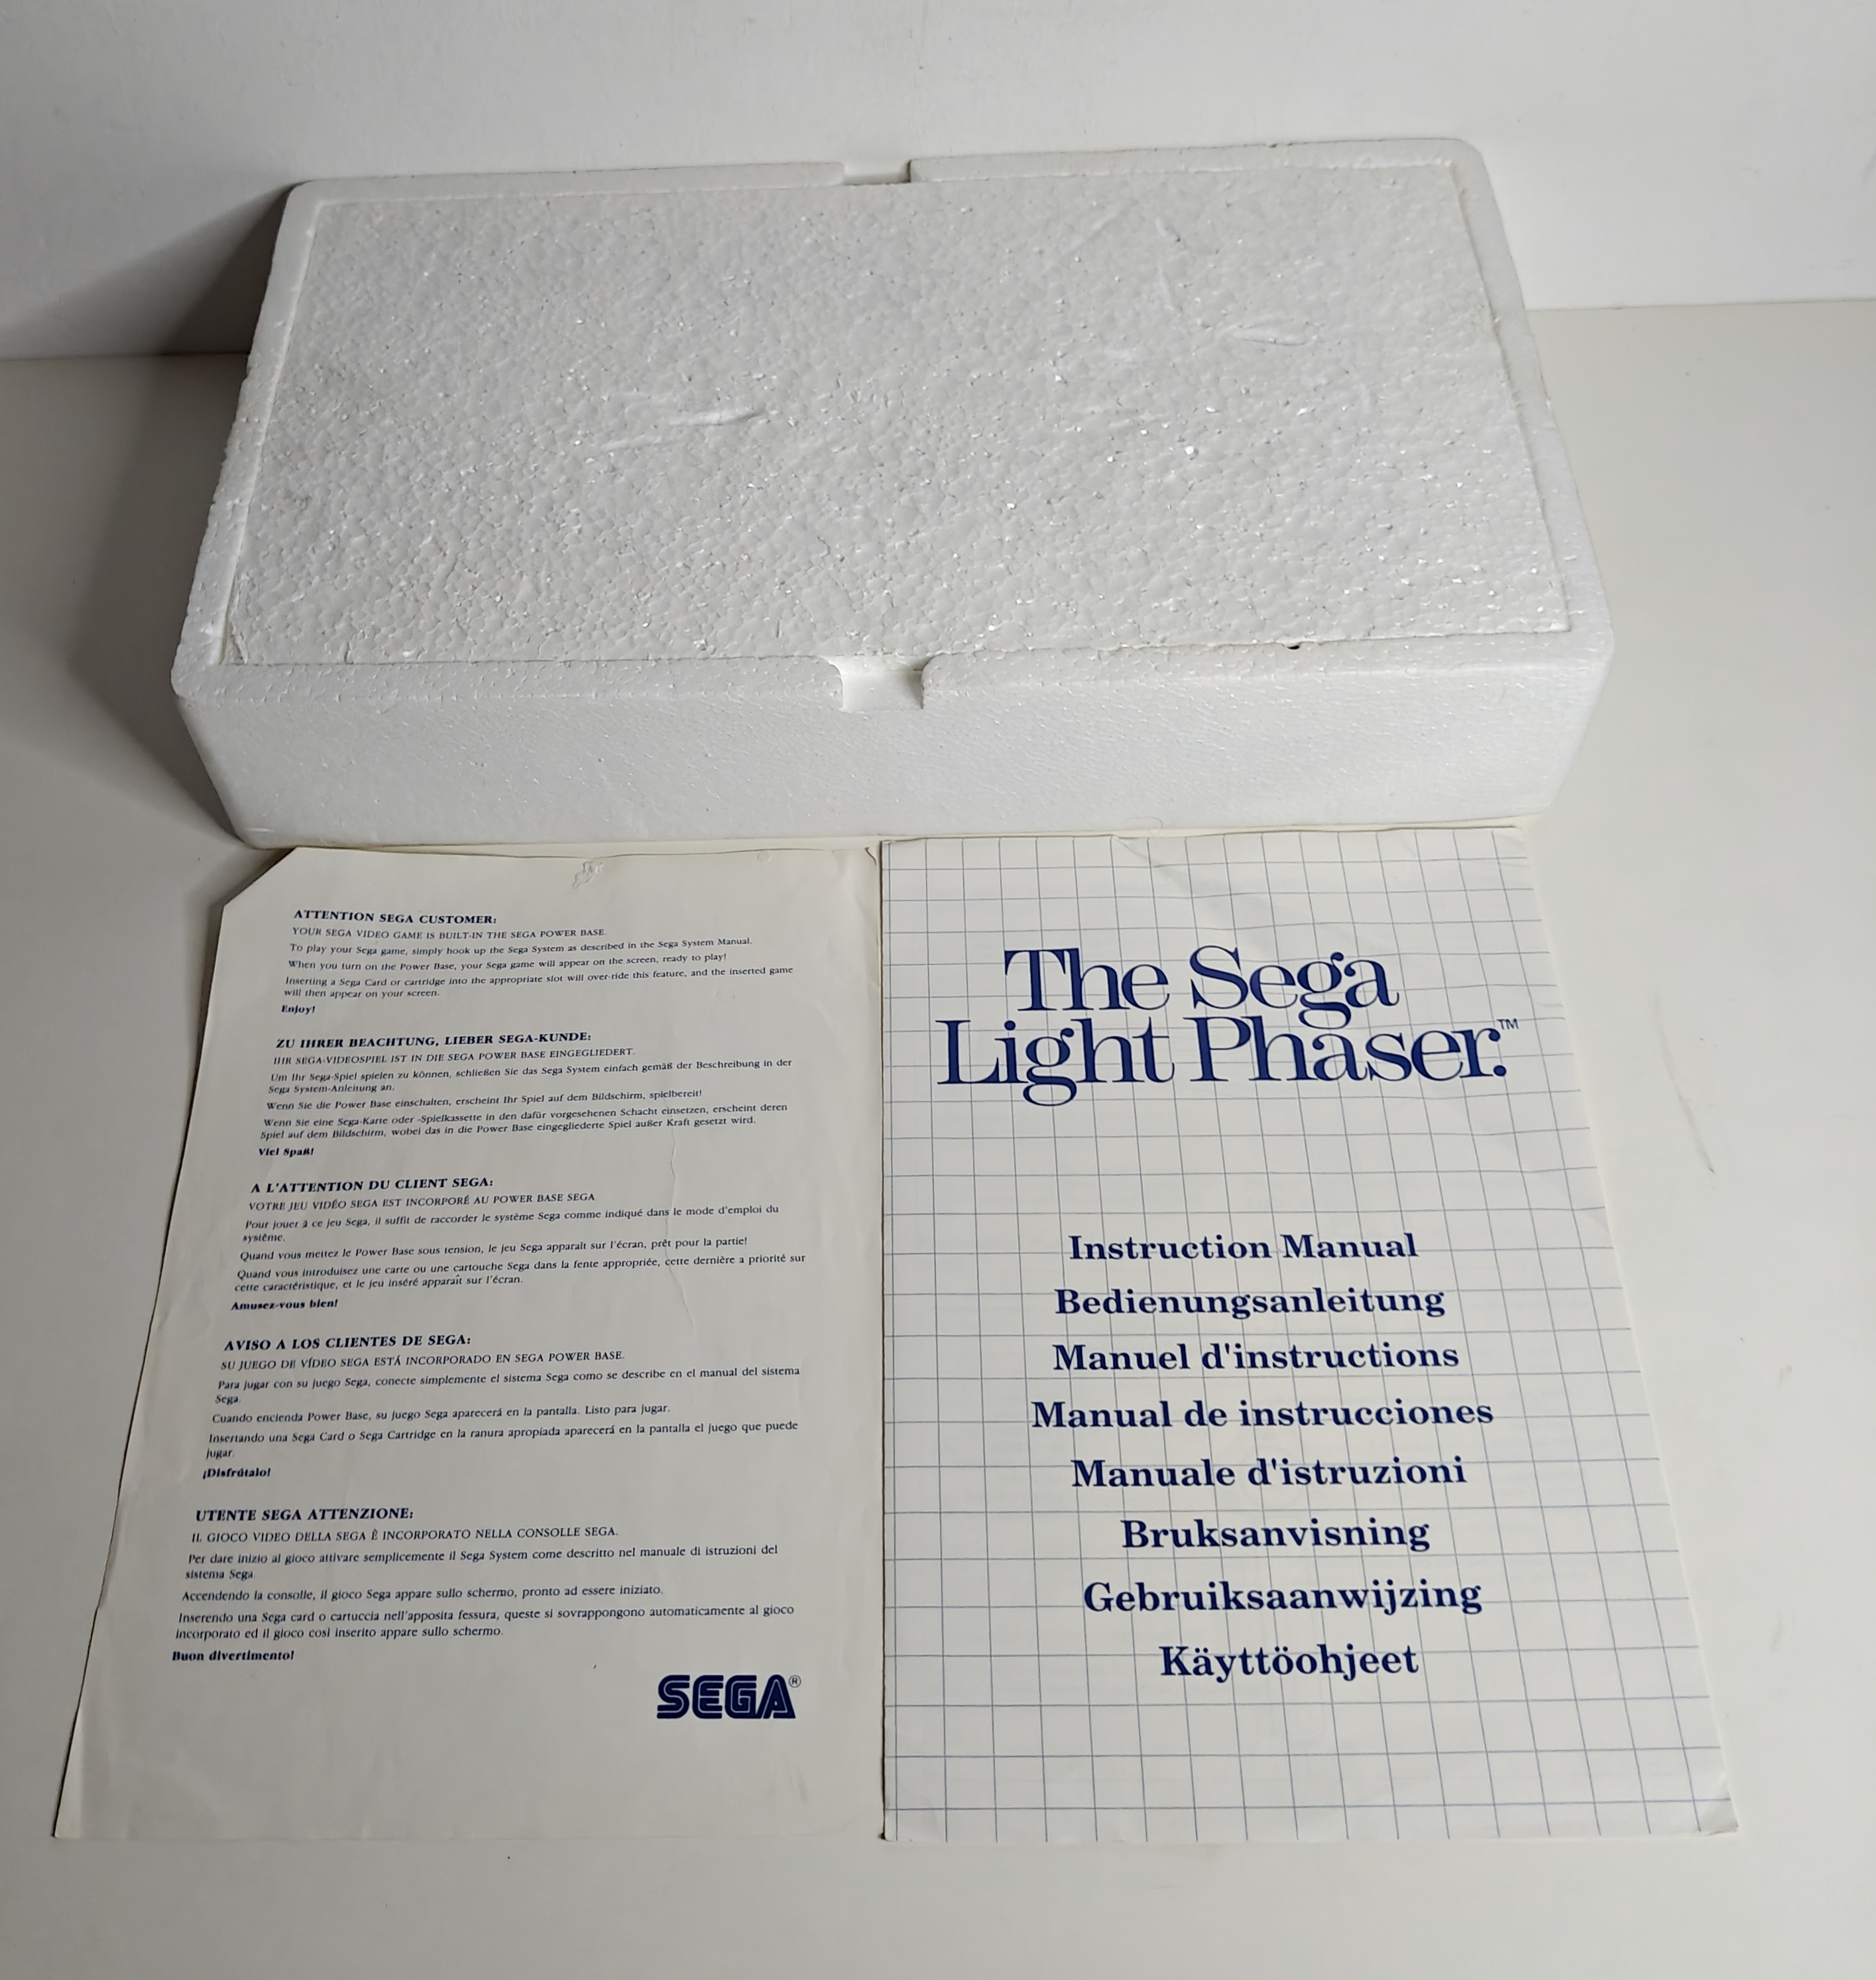 ATTENTION SEGA CUSTOMER:
YOUR SEGA VIDEO GAME IS BUILT-IN THE SEGA POWER BASE.
To play your Sega game, simply hook up the Sega System as described in the Sega System Manual.
When you turn on the Power Base, your Sega game will appear on the screen, ready to play!
Inserting a Sega Card or cartridge into the appropriate slot will over-ride this feature, and the inserted game
will then appear on your screen.
Enjoy!
ZU IHRER BEACHTUNG, LIEBER SEGA-KUNDE:
IHR SEGA-VIDEOSPIEL IST IN DIE SEGA POWER BASE EINGEGLIEDERT.
Um Ihr Sega-Spiel spielen zu können, schließen Sie das Sega System einfach gemäß der Beschreibung in der
Sega System-Anleitung an.
Wenn Sie die Power Base einschalten, erscheint Ihr Spiel auf dem Bildschirm, spielbereit!
Wenn Sie eine Sega-Karte oder -Spielkassette in den dafür vorgesehenen Schacht einsetzen, erscheint deren
Spiel auf dem Bildschirm, wobei das in die Power Base eingegliederte Spiel außer Kraft gesetzt wird.
Viel Spaß!
A L'ATTENTION DU CLIENT SEGA:
VOTRE JEU VIDÉO SEGA EST INCORPORÉ AU POWER BASE SEGA
Pour jouer à ce jeu Sega, il suffit de raccorder le système Sega comme indiqué dans le mode d'emploi du
système.
Quand vous mettez le Power Base sous tension, le jeu Sega apparaît sur l'écran, prêt pour la partie!
Quand vous introduisez une carte ou une cartouche Sega dans la fente appropriée, cette dernière a priorité sur
cette caractéristique, et le jeu inséré apparaît sur l'écran.
Amusez-vous bien!
AVISO A LOS CLIENTES DE SEGA:
SU JUEGO DE VÍDEO SEGA ESTÁ INCORPORADO EN SEGA POWER BASE.
Para jugar con su juego Sega, conecte simplemente el sistema Sega como se describe en el manual del sistema
Sega.
Cuando encienda Power Base, su juego Sega aparecerá en la pantalla. Listo para jugar.
Insertando una Sega Card o Sega Cartridge en la ranura apropiada aparecerá en la pantalla el juego que puede
jugar.
¡Disfrútalo!
UTENTE SEGA ATTENZIONE:
IL GIOCO VIDEO DELLA SEGA È INCORPORATO NELLA CONSOLLE SEGA.
Per dare inizio al gioco attivare semplicemente il Sega System come descritto nel manuale di istruzioni del
sistema Sega.
Accendendo la consolle, il gioco Sega appare sullo schermo, pronto ad essere iniziato.
Inserendo una Sega card o cartuccia nell'apposita fessura, queste si sovrappongono automaticamente al gioco
incorporato ed il gioco così inserito appare sullo schermo.
Buon divertimento!
SEGA®
The Sega
Light Phaser.™
Instruction Manual
Bedienungsanleitung
Manuel d'instructions
Manual de instrucciones
Manuale d'istruzioni
Bruksanvisning
Gebruiksaanwijzing
Käyttöohjeet